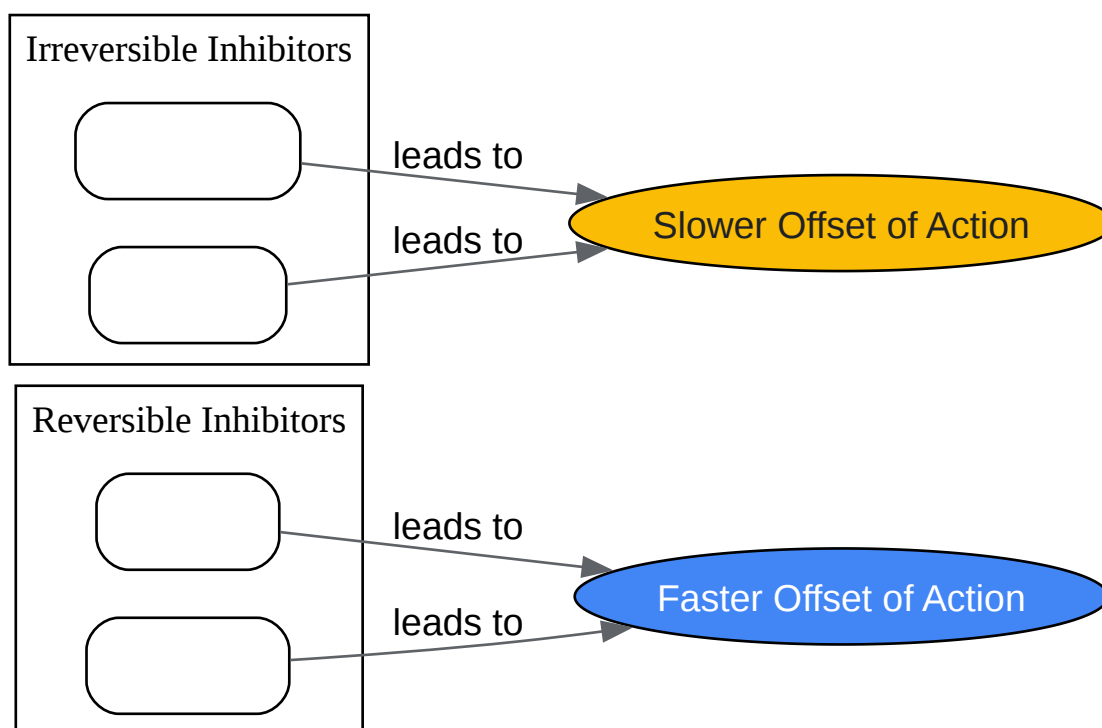 Irreversible Inhibitors
leads to
Slower Offset of Action
leads to
Reversible Inhibitors
leads to
Faster Offset of Action
leads to